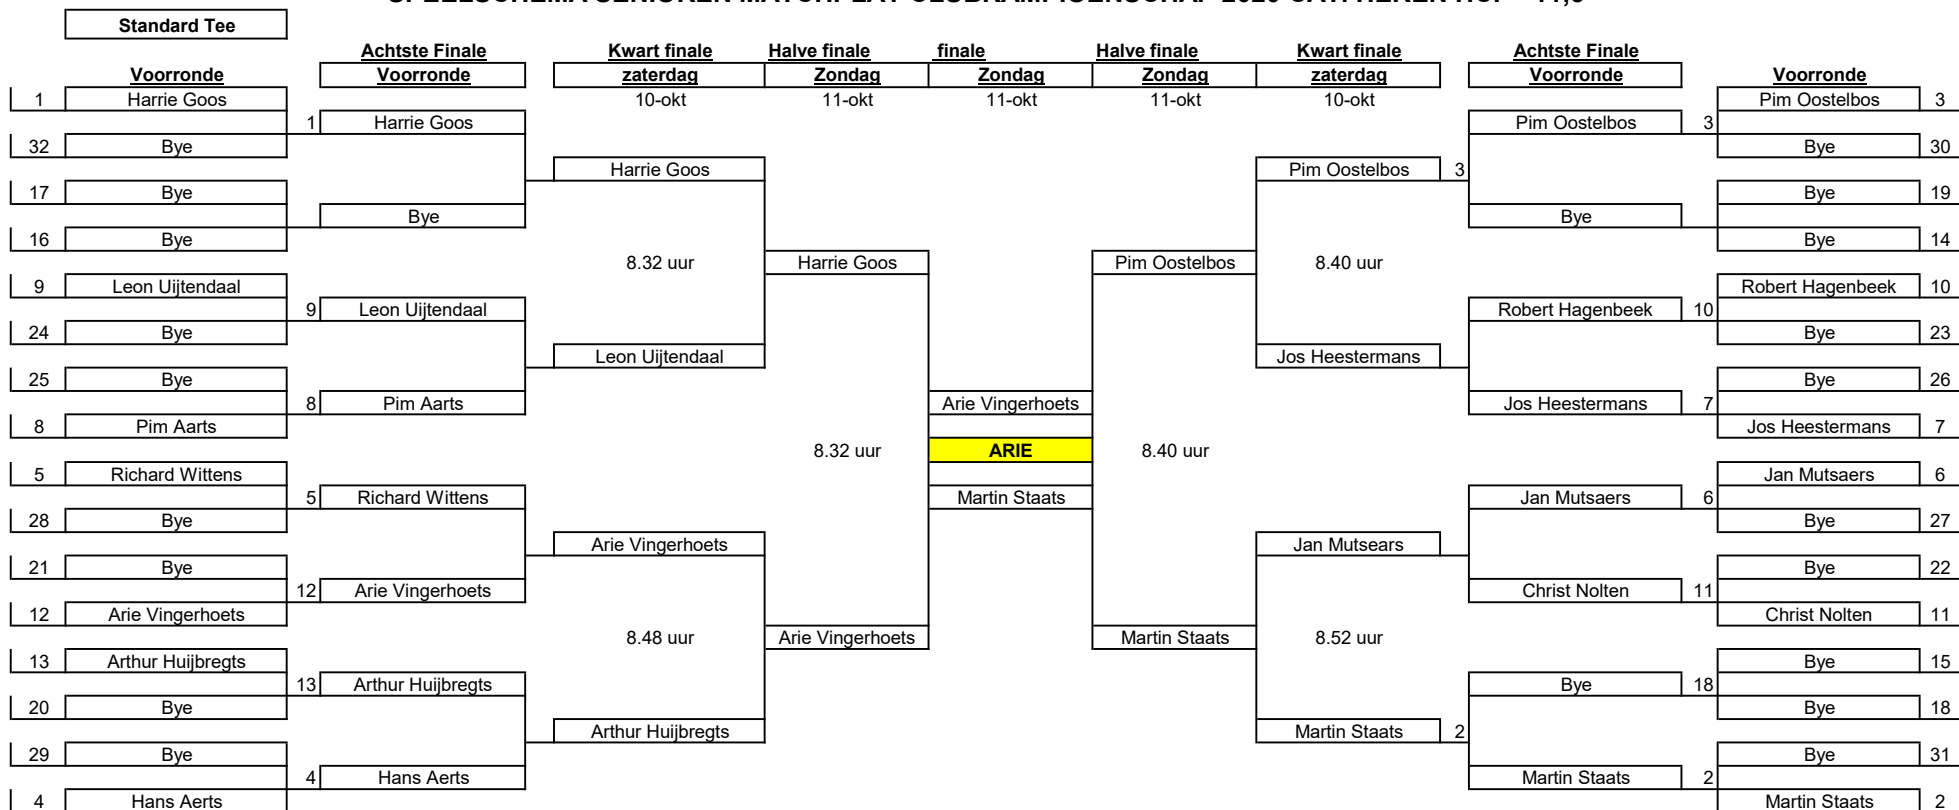 Standard Tee
Achtste Finale Kwart finale Halve finale finale Halve finale Kwart finale Achtste Finale
Voorronde Voorronde zaterdag Zondag Zondag Zondag zaterdag Voorronde Voorronde
1 Harrie Goos 10-okt 11-okt 11-okt 11-okt 10-okt Pim Oostelbos 3
1 Harrie Goos Pim Oostelbos 3
32 Bye Bye 30
Harrie Goos Pim Oostelbos 3
17 Bye Bye 19
Bye Bye
16 Bye Bye 14
8.32 uur Harrie Goos Pim Oostelbos 8.40 uur
9 Leon Uijtendaal Robert Hagenbeek 10
9 Leon Uijtendaal Robert Hagenbeek 10
24 Bye Bye 23
Leon Uijtendaal Jos Heestermans
25 Bye Bye 26
8 Pim Aarts Arie Vingerhoets Jos Heestermans 7
8 Pim Aarts Jos Heestermans 7
8.32 uur ARIE 8.40 uur
5 Richard Wittens Jan Mutsaers 6
5 Richard Wittens Martin Staats Jan Mutsaers 6
28 Bye Bye 27
Arie Vingerhoets Jan Mutsears
21 Bye Bye 22
12 Arie Vingerhoets Christ Nolten 11
12 Arie Vingerhoets Christ Nolten 11
8.48 uur Arie Vingerhoets Martin Staats 8.52 uur
13 Arthur Huijbregts Bye 15
13 Arthur Huijbregts Bye 18
20 Bye Bye 18
Arthur Huijbregts Martin Staats 2
29 Bye Bye 31
4 Hans Aerts Martin Staats 2
4 Hans Aerts Martin Staats 2